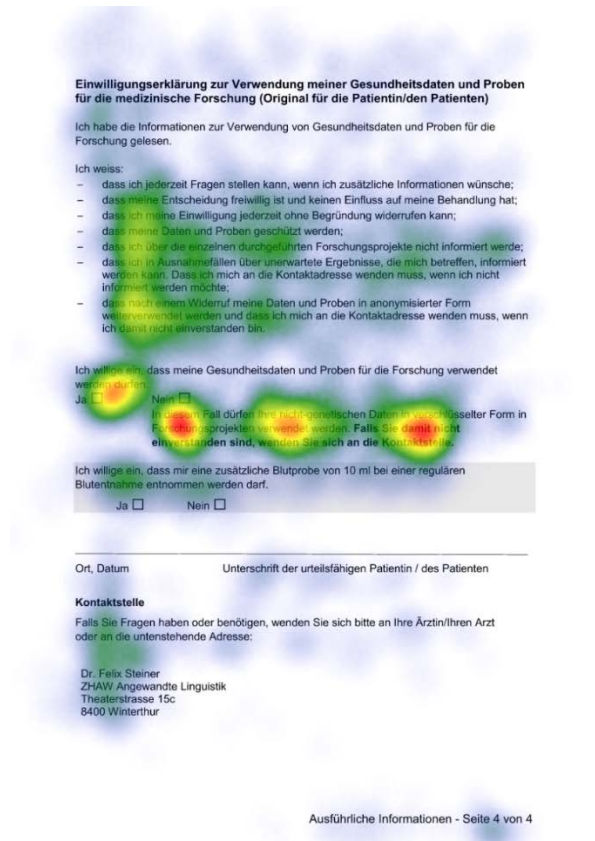 Einwilligungserklärung zur Verwendung meiner Gesundheitsdaten und Proben
für die medizinische Forschung (Original für die Patientin/den Patienten)
Ich habe die Informationen zur Verwendung von Gesundheitsdaten und Proben für die
Forschung gelesen.
Ich weiss:
– dass ich jederzeit Fragen stellen kann, wenn ich zusätzliche Informationen wünsche;
– dass meine Entscheidung freiwillig ist und keinen Einfluss auf meine Behandlung hat;
– dass ich meine Einwilligung jederzeit ohne Begründung widerrufen kann;
– dass meine Daten und Proben geschützt werden;
– dass ich über die einzelnen durchgeführten Forschungsprojekte nicht informiert werde;
– dass ich in Ausnahmefällen über unerwartete Ergebnisse, die mich betreffen, informiert
werden kann. Dass ich mich an die Kontaktadresse wenden muss, wenn ich nicht
informiert werden möchte;
– dass nach einem Widerruf meine Daten und Proben in anonymisierter Form
weiterverwendet werden und dass ich mich an die Kontaktadresse wenden muss, wenn
ich damit nicht einverstanden bin.
Ich willige ein, dass meine Gesundheitsdaten und Proben für die Forschung verwendet
werden dürfen.
Ja ☐ Nein ☐
In diesem Fall dürfen Ihre nicht-genetischen Daten in verschlüsselter Form in
Forschungsprojekten verwendet werden. Falls Sie damit nicht
einverstanden sind, wenden Sie sich an die Kontaktstelle.
Ich willige ein, dass mir eine zusätzliche Blutprobe von 10 ml bei einer regulären
Blutentnahme entnommen werden darf.
Ja ☐ Nein ☐
Ort, Datum Unterschrift der urteilsfähigen Patientin / des Patienten
Kontaktstelle
Falls Sie Fragen haben oder benötigen, wenden Sie sich bitte an Ihre Ärztin/Ihren Arzt
oder an die untenstehende Adresse:
Dr. Felix Steiner
ZHAW Angewandte Linguistik
Theaterstrasse 15c
8400 Winterthur
Ausführliche Informationen - Seite 4 von 4